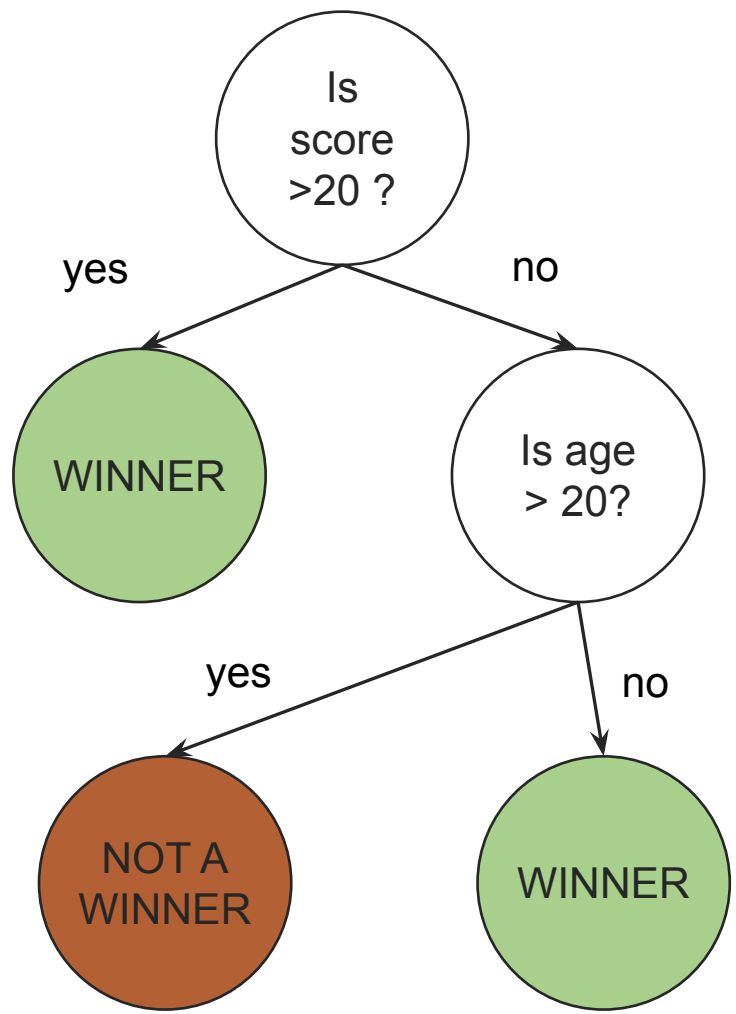 Is
score
>20 ?
yes
no
WINNER
Is age
> 20?
yes
no
NOT A
WINNER
WINNER